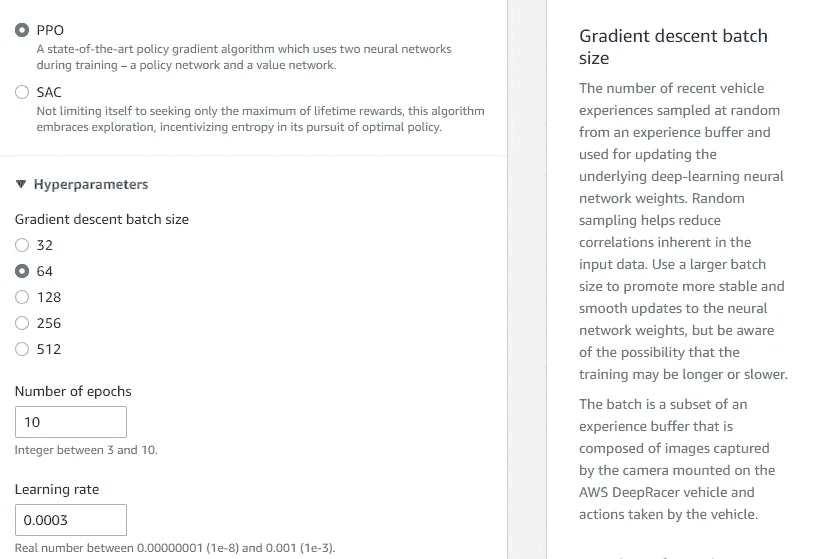 PPO
A state-of-the-art policy gradient algorithm which uses two neural networks
during training – a policy network and a value network.
SAC
Not limiting itself to seeking only the maximum of lifetime rewards, this algorithm
embraces exploration, incentivizing entropy in its pursuit of optimal policy.
Hyperparameters
Gradient descent batch size
32
64
128
256
512
Number of epochs
10
Integer between 3 and 10.
Learning rate
0.0003
Real number between 0.00000001 (1e-8) and 0.001 (1e-3).
Gradient descent batch
size
The number of recent vehicle
experiences sampled at random
from an experience buffer and
used for updating the
underlying deep-learning neural
network weights. Random
sampling helps reduce
correlations inherent in the
input data. Use a larger batch
size to promote more stable and
smooth updates to the neural
network weights, but be aware
of the possibility that the
training may be longer or slower.
The batch is a subset of an
experience buffer that is
composed of images captured
by the camera mounted on the
AWS DeepRacer vehicle and
actions taken by the vehicle.